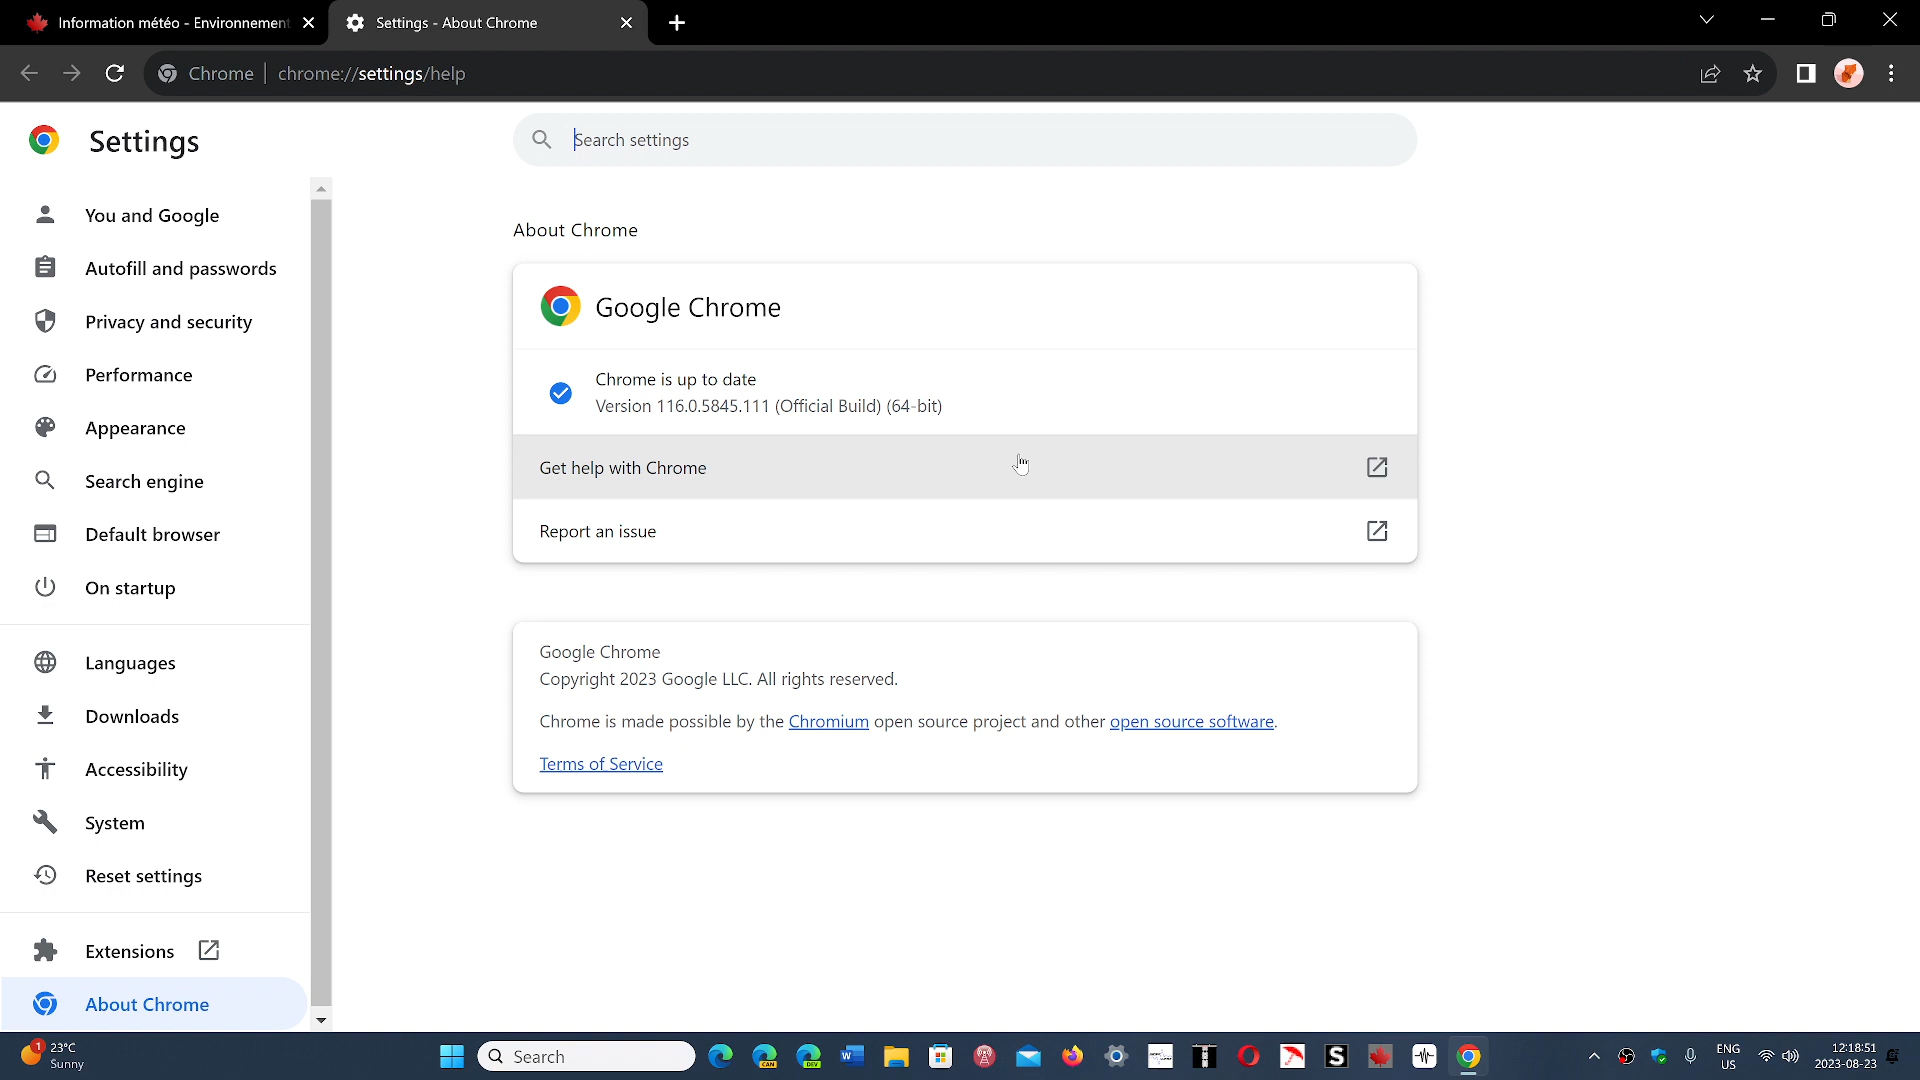 Information météo - Environnement
Settings - About Chrome
Chrome
chrome://settings/help
Settings
Search settings
You and Google
Autofill and passwords
Privacy and security
Performance
Appearance
Search engine
Default browser
On startup
Languages
Downloads
Accessibility
System
Reset settings
Extensions
About Chrome
About Chrome
Google Chrome
Chrome is up to date
Version 116.0.5845.111 (Official Build) (64-bit)
Get help with Chrome
Report an issue
Google Chrome
Copyright 2023 Google LLC. All rights reserved.
Chrome is made possible by the Chromium open source project and other open source software.
Terms of Service
1
23°C
Sunny
Search
CAN
DEV
W
S
ENG
US
12:18:51
2023-08-23